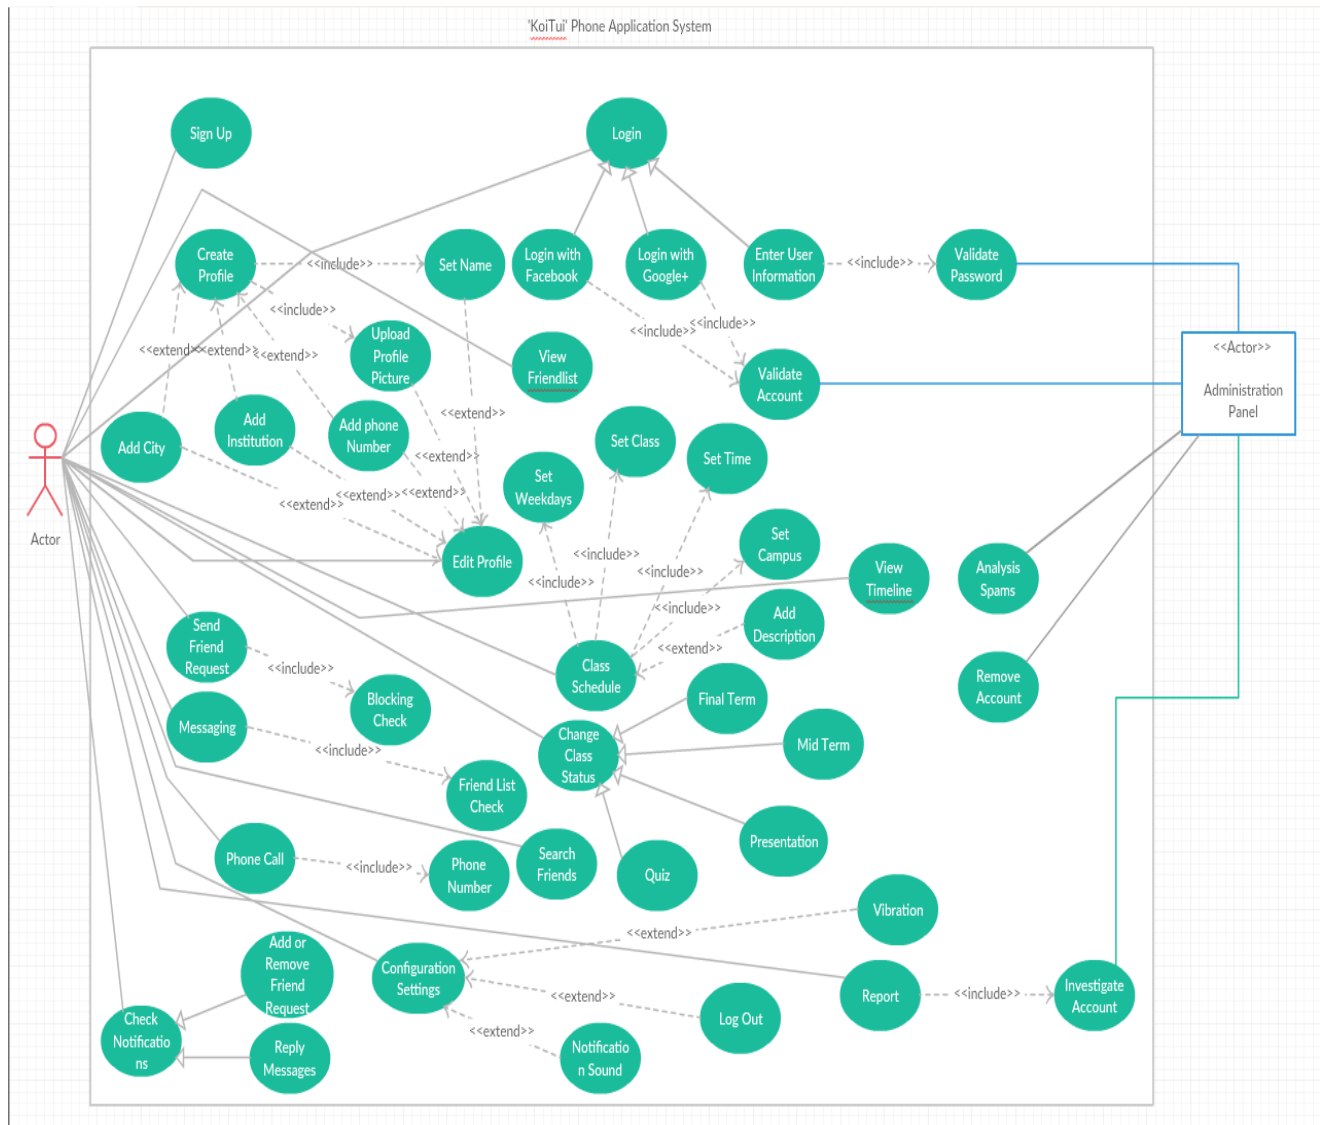 'KoiTui' Phone Application System
Sign Up
Login
Create
Profile
<<include>>
Set Name
Login with
Facebook
Login with
Google+
Enter User
Information
<<include>>
Validate
Password
<<include>>
<<include>>
<<include>>
<<extend>>
<<extend>>
<<extend>>
Upload
Profile
Picture
View
Friendlist
Validate
Account
<<Actor>>
Administration
Panel
Add City
Add
Institution
Add phone
Number
<<extend>>
Set Class
Set Time
<<extend>>
Set
Weekdays
<<extend>>
<<extend>>
<<extend>>
Actor
Edit Profile
Set
Campus
<<include>>
<<include>>
<<include>>
View
Timeline
Analysis
Spams
<<include>>
Add
Description
<<extend>>
Send
Friend
Request
<<include>>
Class
Schedule
Remove
Account
Blocking
Check
Final Term
Messaging
<<include>>
Change
Class
Status
Mid Term
Friend List
Check
Presentation
Phone Call
<<include>>
Phone
Number
Search
Friends
Quiz
Vibration
<<extend>>
Add or
Remove
Friend
Request
Configuration
Settings
<<extend>>
Report
<<include>>
Investigate
Account
Log Out
Check
Notificatio
ns
<<extend>>
Reply
Messages
Notificatio
n Sound